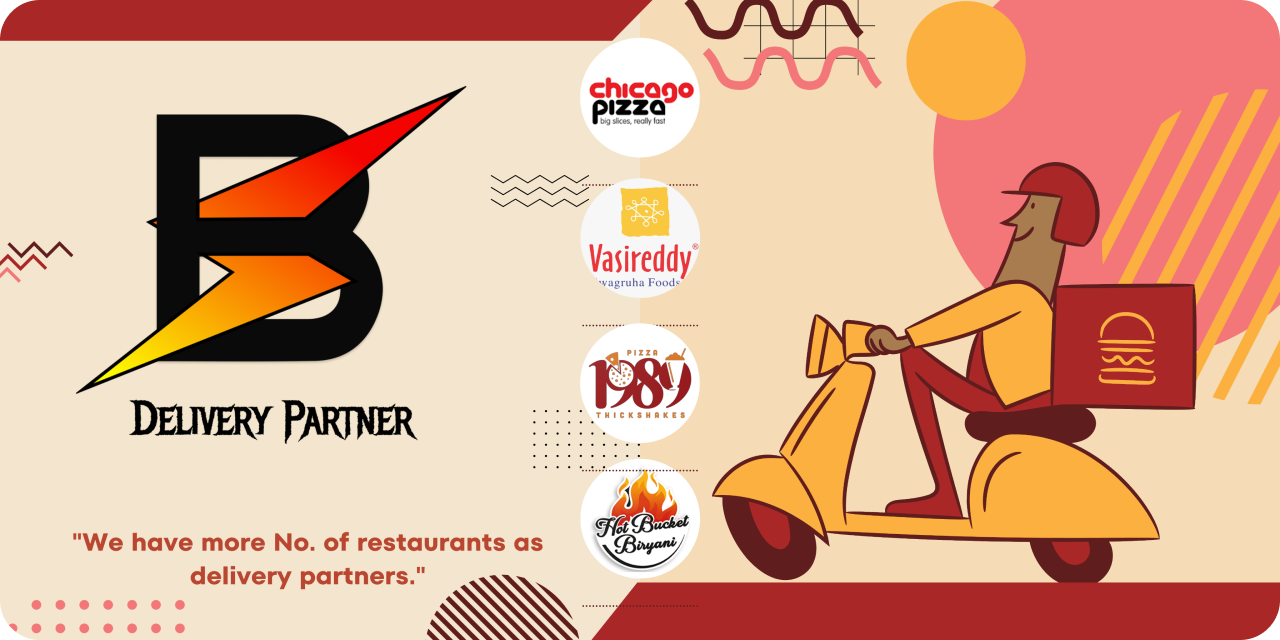 B
DELIVERY PARTNER
"We have more No. of restaurants as
delivery partners."
chicago
pizza
big slices, really fast
Vasireddy®
wagruha Foods
PIZZA
1989
THICKSHAKES
Hot Bucket
Biryani